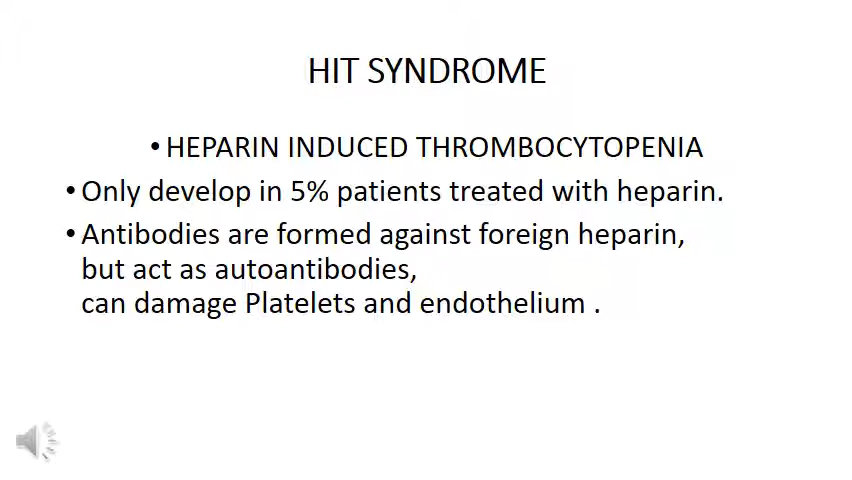 HIT SYNDROME
• HEPARIN INDUCED THROMBOCYTOPENIA
• Only develop in 5% patients treated with heparin.
• Antibodies are formed against foreign heparin,
but act as autoantibodies,
can damage Platelets and endothelium .